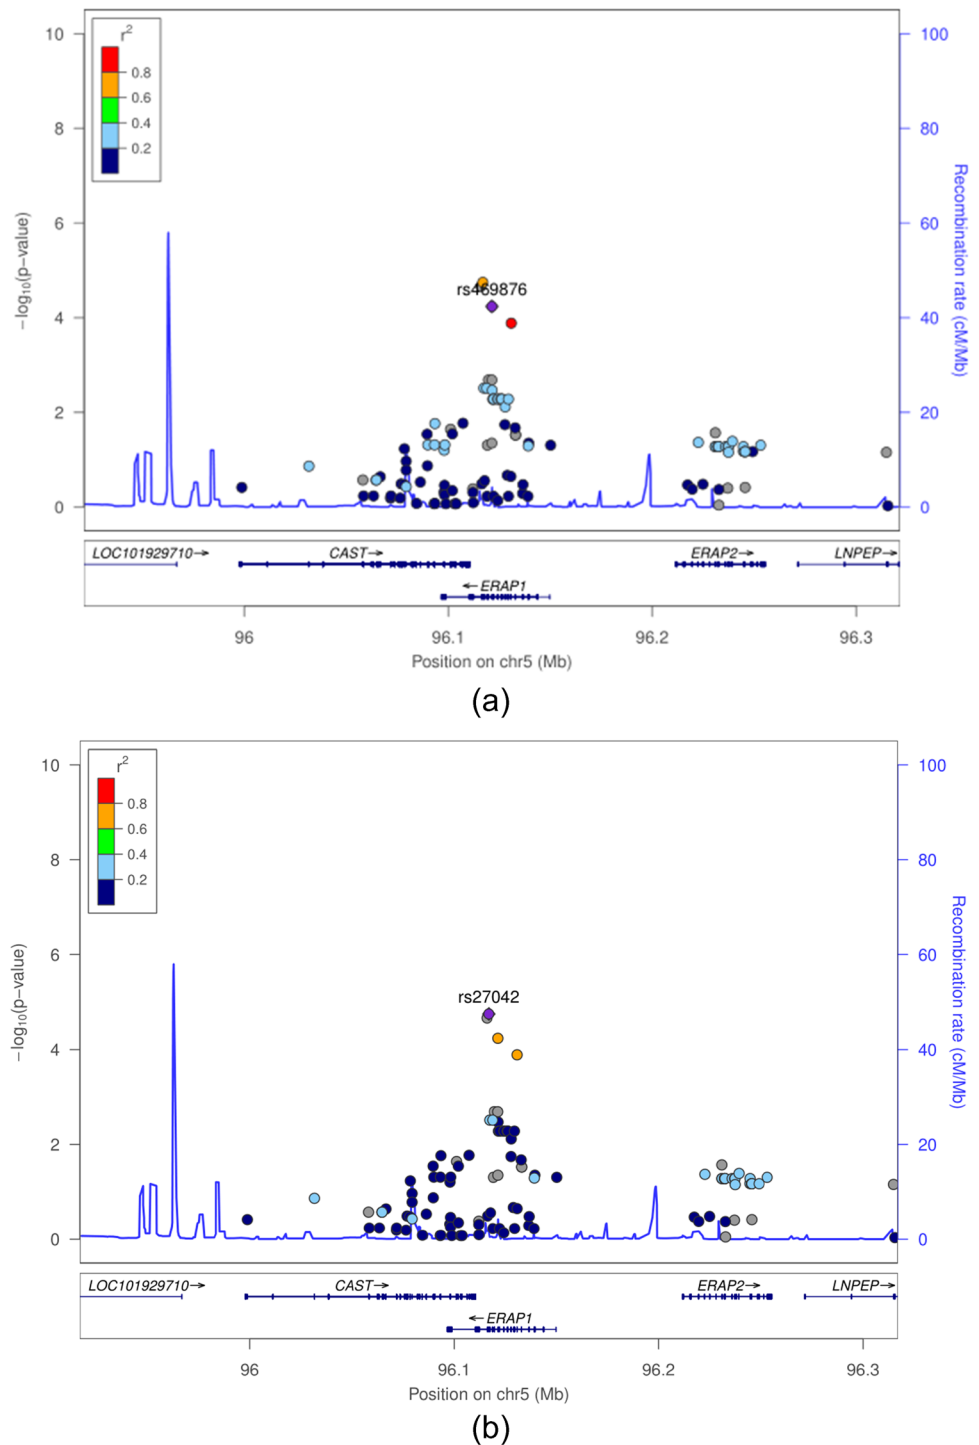 r2
0.8
0.6
0.4
0.2
10
8
6
4
2
0
−log10(p−value)
100
80
60
40
20
0
Recombination rate (cM/Mb)
rs469876
LOC101929710→ CAST→ ERAP2→ LNPEP→
←ERAP1
96 96.1 96.2 96.3
Position on chr5 (Mb)
(a)
r2
0.8
0.6
0.4
0.2
10
8
6
4
2
0
−log10(p−value)
100
80
60
40
20
0
Recombination rate (cM/Mb)
rs27042
LOC101929710→ CAST→ ERAP2→ LNPEP→
←ERAP1
96 96.1 96.2 96.3
Position on chr5 (Mb)
(b)